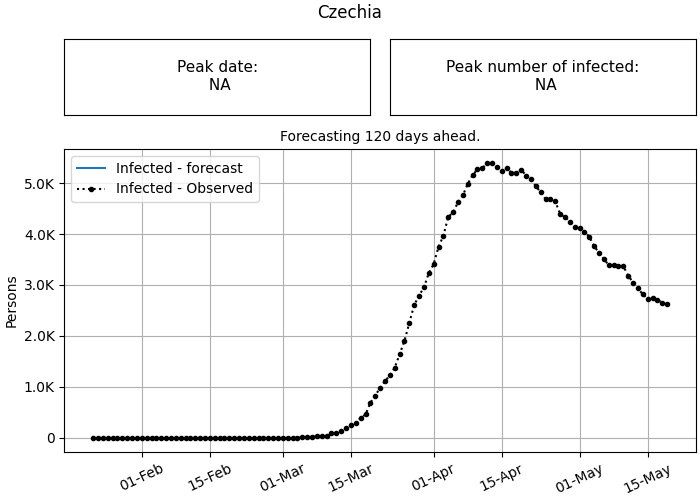 Czechia
Peak date:
NA
Peak number of infected:
NA
Forecasting 120 days ahead.
Infected - forecast
Infected - Observed
5.0K
4.0K
3.0K
2.0K
1.0K
0
Persons
01-Feb
15-Feb
01-Mar
15-Mar
01-Apr
15-Apr
01-May
15-May